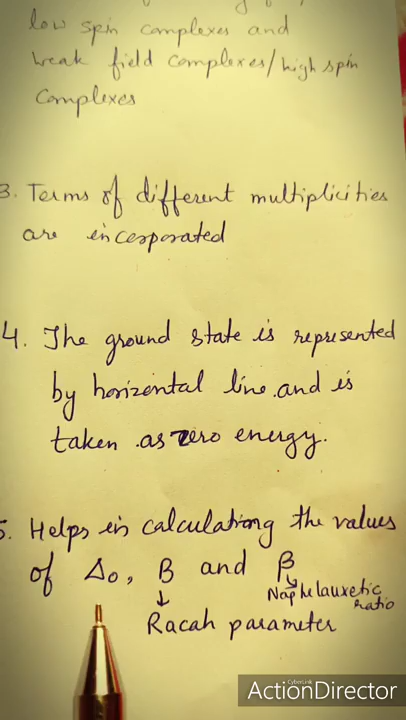 low spin complexes and
weak field complexes/high spin
complexes
3. Terms of different multiplicities
are incorporated
4. The ground state is represented
by horizontal line and is
taken as zero energy.
5. Helps in calculating the values
of Δo, B and β
↓ Naphelauxetic
ratio
Racah parameter
CyberLink
ActionDirector